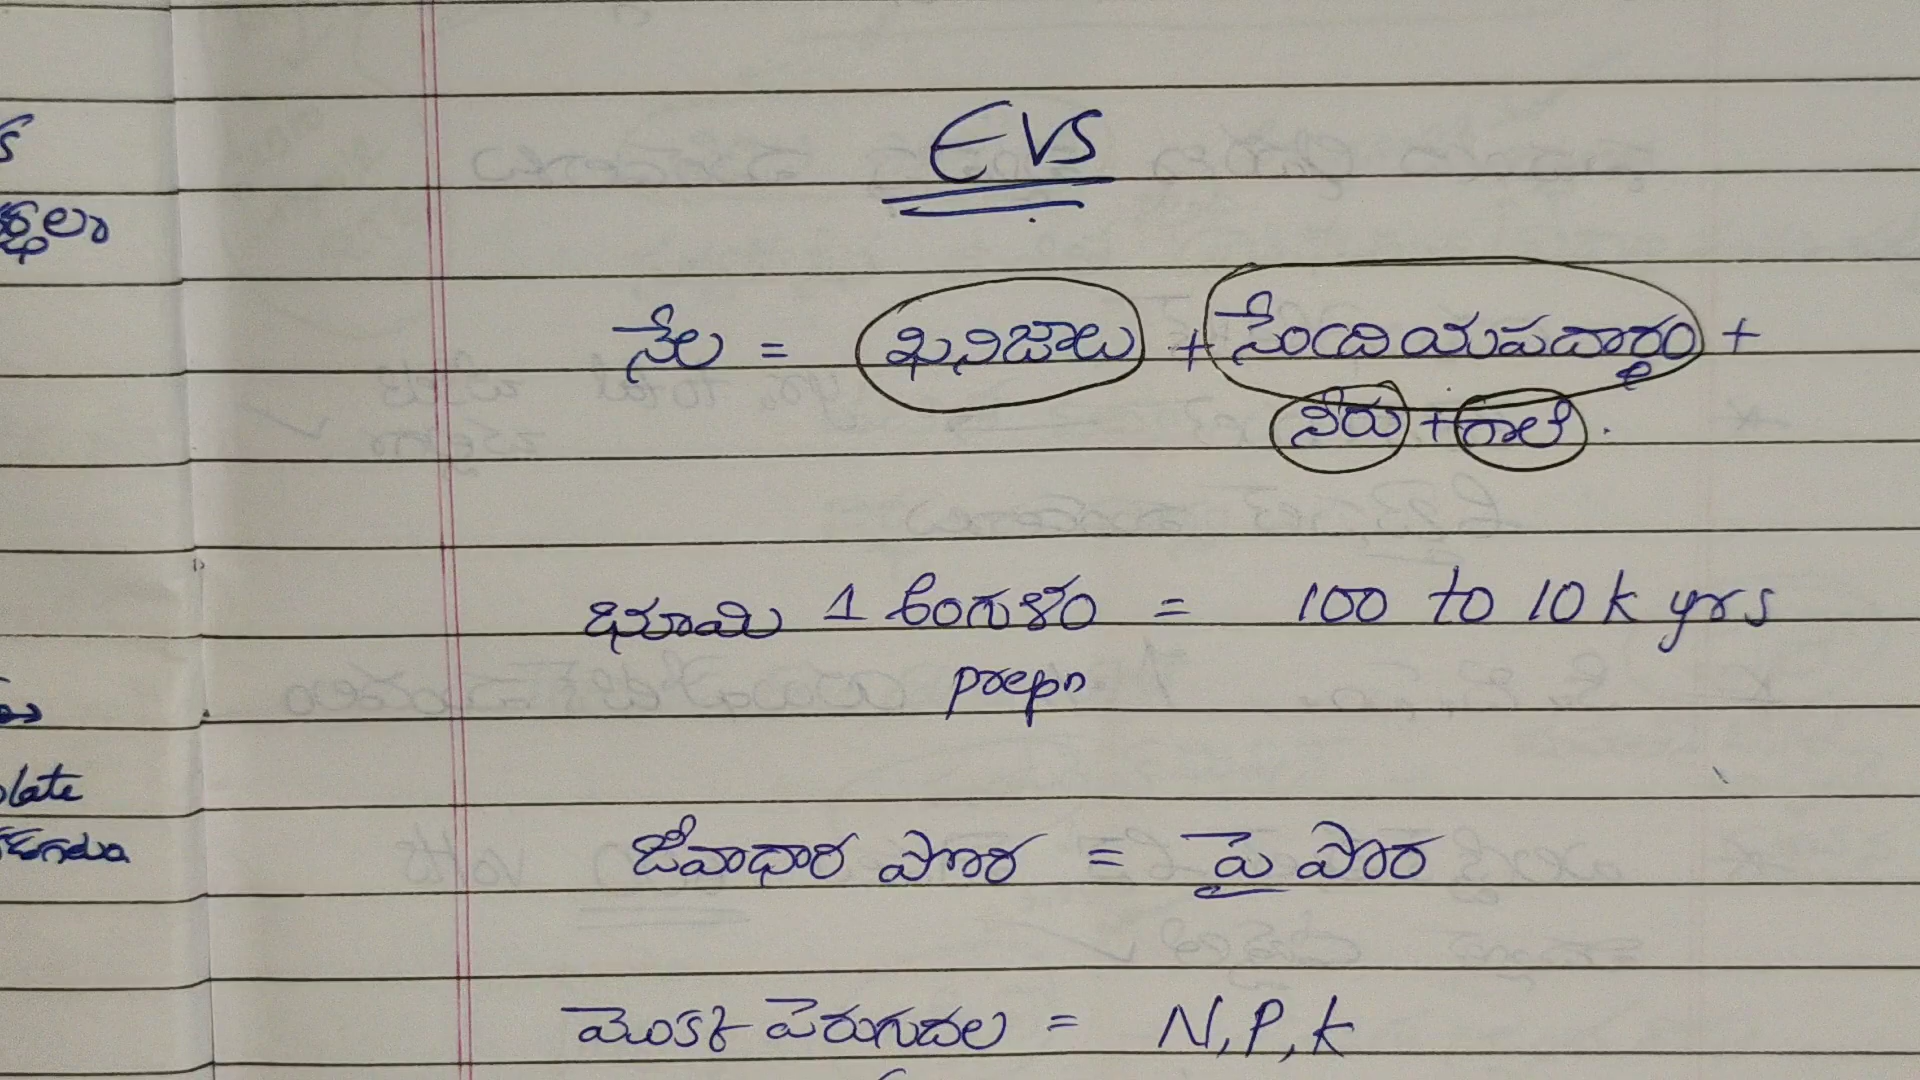 EVS
నేల = ఖనిజాలు + సేంద్రియపదార్థం +
నీరు + గాలి .
భూమి 1 అంగుళం = 100 to 10 k yrs
prepn
జీవాధార పొర = పై పొర
మొక్క పెరుగుదల = N, P, K